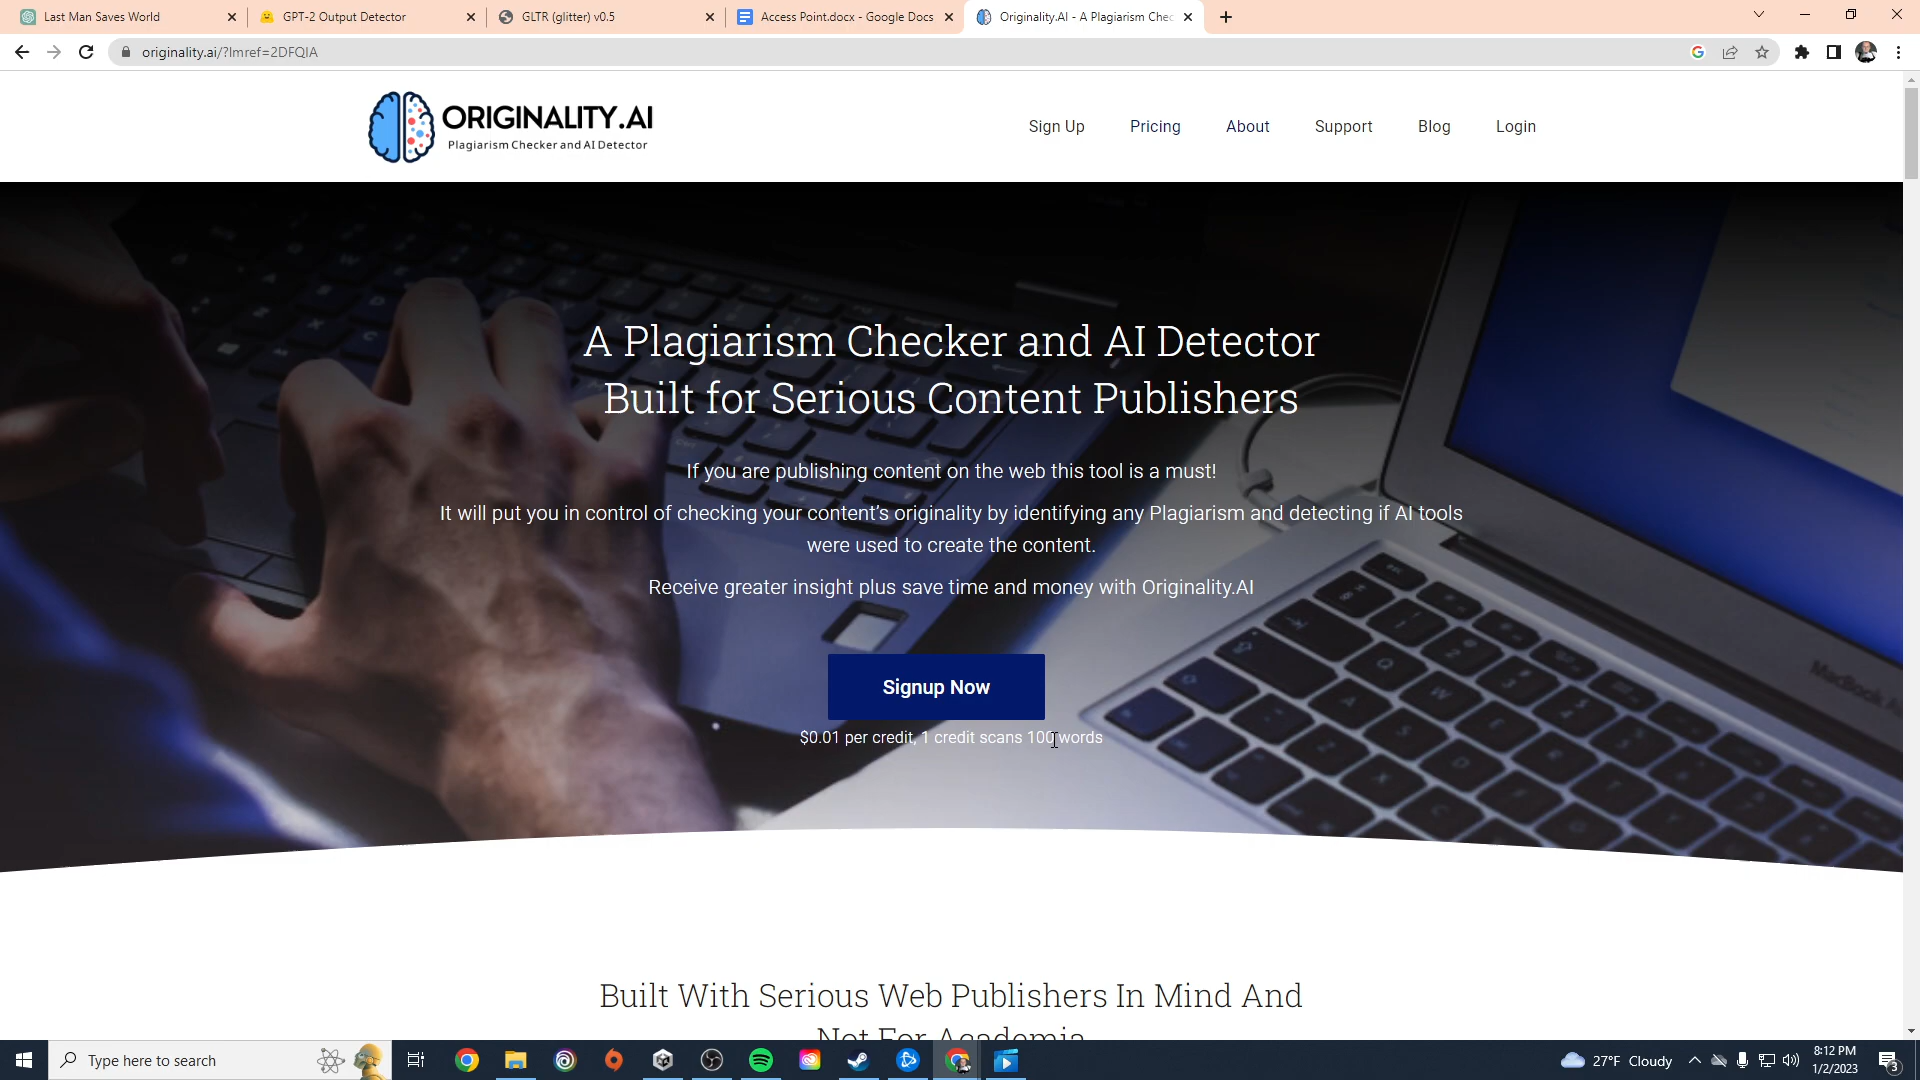 Last Man Saves World
GPT-2 Output Detector
GLTR (glitter) v0.5
Access Point.docx - Google Docs
Originality.AI - A Plagiarism Chec
originality.ai/?lmref=2DFQIA
ORIGINALITY.AI
Plagiarism Checker and AI Detector
Sign Up
Pricing
About
Support
Blog
Login
A Plagiarism Checker and AI Detector
Built for Serious Content Publishers
If you are publishing content on the web this tool is a must!
It will put you in control of checking your content’s originality by identifying any Plagiarism and detecting if AI tools
were used to create the content.
Receive greater insight plus save time and money with Originality.AI
Signup Now
$0.01 per credit, 1 credit scans 100 words
Built With Serious Web Publishers In Mind And
Not For Academia
Type here to search
27°F Cloudy
8:12 PM
1/2/2023
3